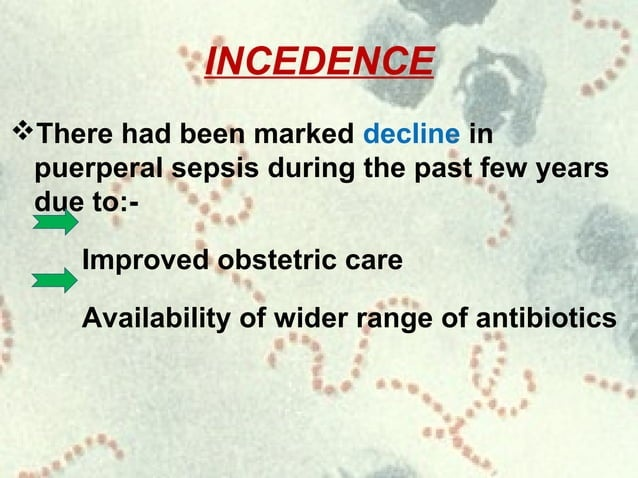 INCEDENCE
❖There had been marked decline in
puerperal sepsis during the past few years
due to:-
Improved obstetric care
Availability of wider range of antibiotics